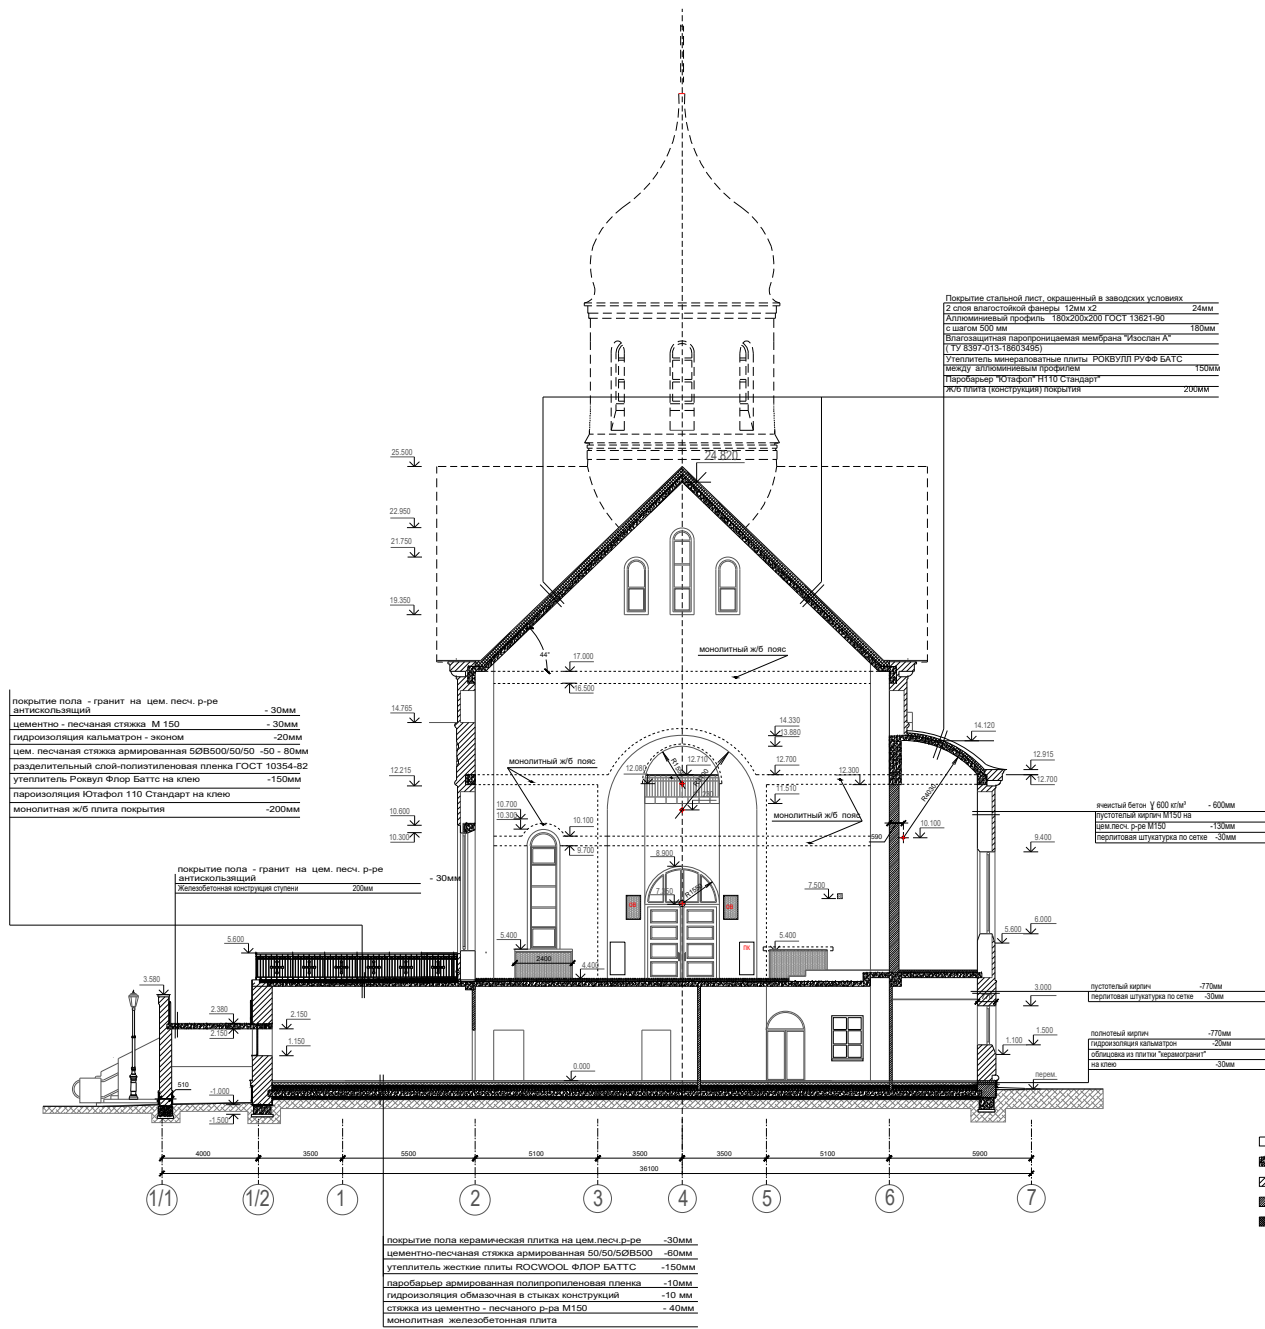 Покрытие стальной лист, окрашенный в заводских условиях
2 слоя влагостойкой фанеры 12мм х2 24мм
Аллюминиевый профиль 180х200х200 ГОСТ 13621-90
с шагом 500 мм 180мм
Влагозащитная паропроницаемая мембрана "Изоспан А"
( ТУ 8397-013-18603495)
Утеплитель минераловатные плиты РОКВУЛЛ РУФФ БАТС
между аллюминиевым профилем 150мм
Паробарьер "Ютафол" Н110 Стандарт"
Ж/б плита (конструкция) покрытия 200мм
25.500
24.820
22.950
21.750
19.350
44°
17.000
16.500
монолитный ж/б пояс
покрытие пола - гранит на цем. песч. р-ре
антискользящий - 30мм
цементно - песчаная стяжка М 150 - 30мм
гидроизоляция кальматрон - эконом -20мм
цем. песчаная стяжка армированная 5ØВ500/50/50 -50 - 80мм
разделительный слой-полиэтиленовая пленка ГОСТ 10354-82
утеплитель Роквул Флор Баттс на клею -150мм
пароизоляция Ютафол 110 Стандарт на клею
монолитная ж/б плита покрытия -200мм
14.765
14.330
13.880
14.120
монолитный ж/б пояс
12.710
12.700
12.915
12.215
12.080
12.300
12.700
11.510
R4030
10.600
10.300
10.700
10.300
10.100
9.700
монолитный ж/б пояс
590
10.100
9.400
ячеистый бетон γ 600 кг/м³ - 600мм
пустотелый кирпич М150 на
цем.песч. р-ре М150 -130мм
перлитовая штукатурка по сетке -30мм
покрытие пола - гранит на цем. песч. р-ре
антискользящий - 30мм
Железобетонная конструкция ступени 200мм
8.900
R1550
7.500
ПК
6.000
5.600
5.600
5.400
5.400
2400
4.400
3.580
3.000
пустотелый кирпич -770мм
перлитовая штукатурка по сетке -30мм
2.380
2.150
2.150
1.150
1.500
1.100
полнотелый кирпич -770мм
гидроизоляция кальматрон -20мм
облицовка из плитки "керамогранит"
на клею -30мм
0.000
перем.
510
-1.000
-1.500
4000 3500 5500 5100 3500 3500 5100 5900
36100
1/1 1/2 1 2 3 4 5 6 7
покрытие пола керамическая плитка на цем.песч.р-ре -30мм
цементно-песчаная стяжка армированная 50/50/5ØВ500 -60мм
утеплитель жесткие плиты ROCWOOL ФЛОР БАТТС -150мм
паробарьер армированная полипропиленовая пленка -10мм
гидроизоляция обмазочная в стыках конструкций -10 мм
стяжка из цементно - песчаного р-ра М150 - 40мм
монолитная железобетонная плита